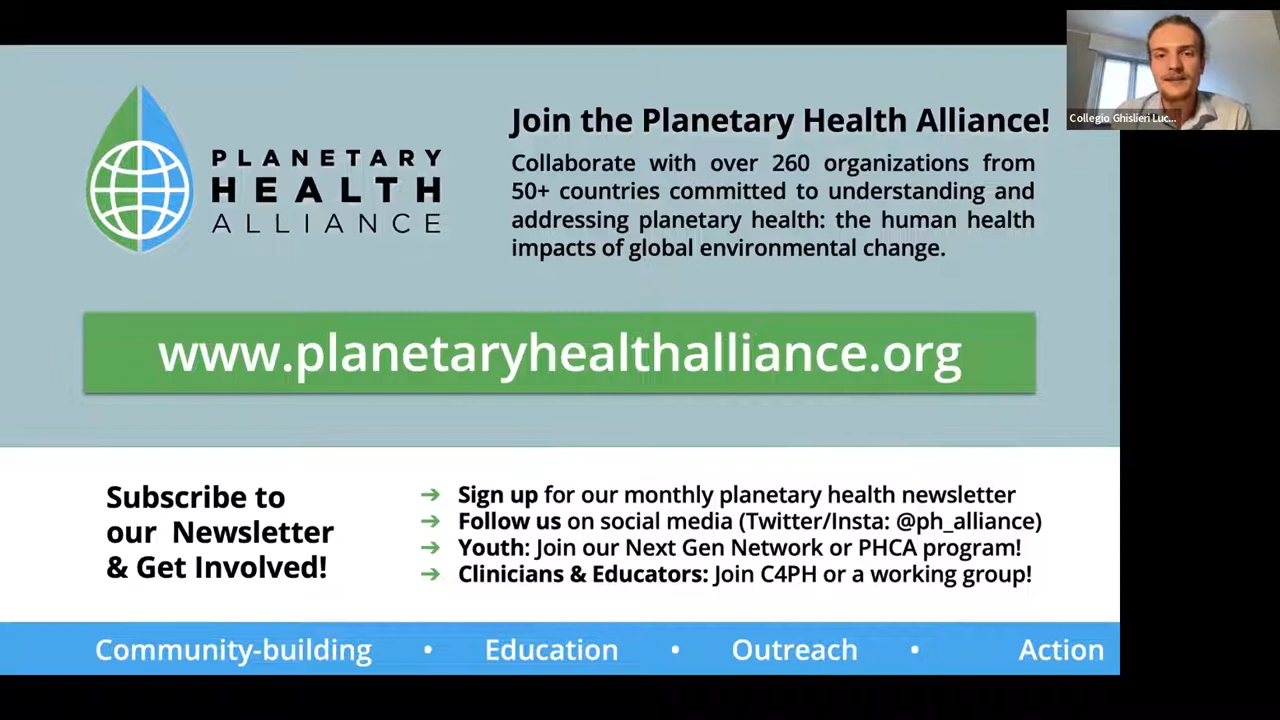 PLANETARY
HEALTH
ALLIANCE
Join the Planetary Health Alliance!
Collaborate with over 260 organizations from
50+ countries committed to understanding and
addressing planetary health: the human health
impacts of global environmental change.
Collegio Ghislieri Luc...
www.planetaryhealthalliance.org
Subscribe to
our Newsletter
& Get Involved!
➔ Sign up for our monthly planetary health newsletter
➔ Follow us on social media (Twitter/Insta: @ph_alliance)
➔ Youth: Join our Next Gen Network or PHCA program!
➔ Clinicians & Educators: Join C4PH or a working group!
Community-building • Education • Outreach • Action